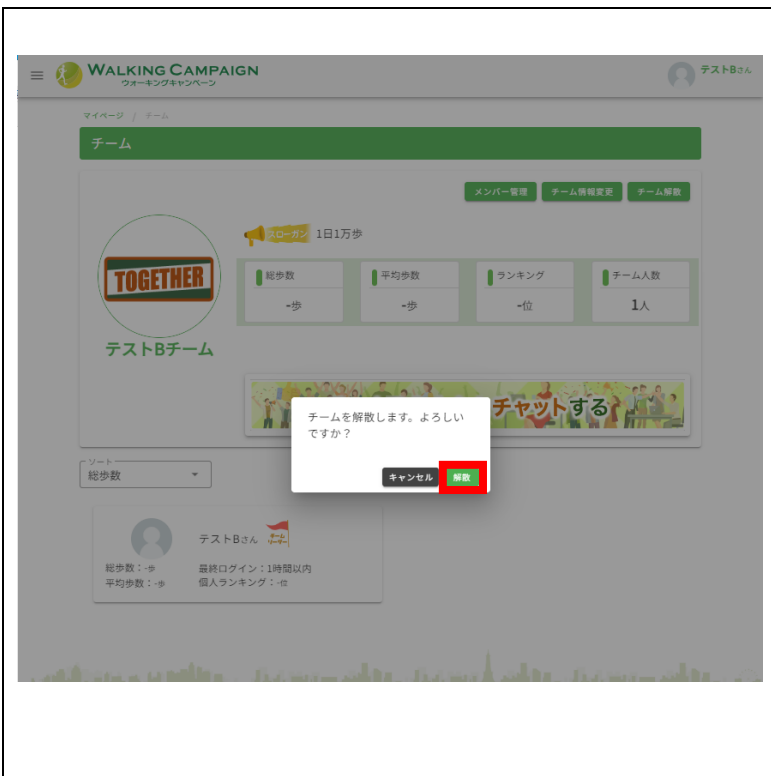 WALKING CAMPAIGN
ウォーキングキャンペーン
テストBさん
マイページ / チーム
チーム
メンバー管理 チーム情報変更 チーム解散
スローガン 1日1万歩
TOGETHER
総歩数 平均歩数 ランキング チーム人数
-歩 -歩 -位 1人
テストBチーム
チャットする
チームを解散します。よろしい
ですか？
キャンセル 解散
ソート
総歩数
テストBさん チームリーダー
総歩数：-歩 最終ログイン：1時間以内
平均歩数：-歩 個人ランキング：-位